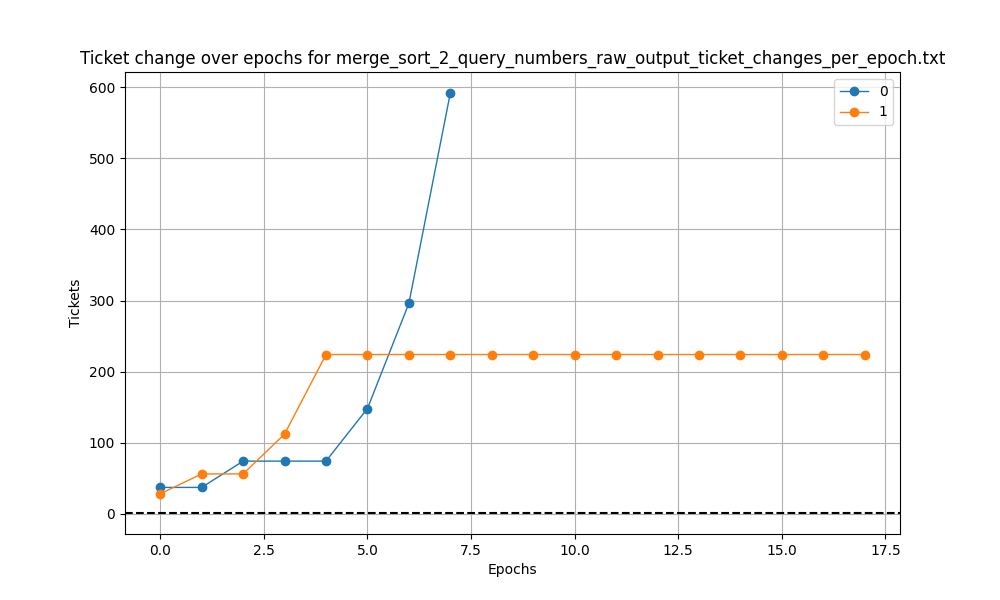 Ticket change over epochs for merge_sort_2_query_numbers_raw_output_ticket_changes_per_epoch.txt
0
1
600
500
400
300
200
100
0
Tickets
0.0 2.5 5.0 7.5 10.0 12.5 15.0 17.5
Epochs